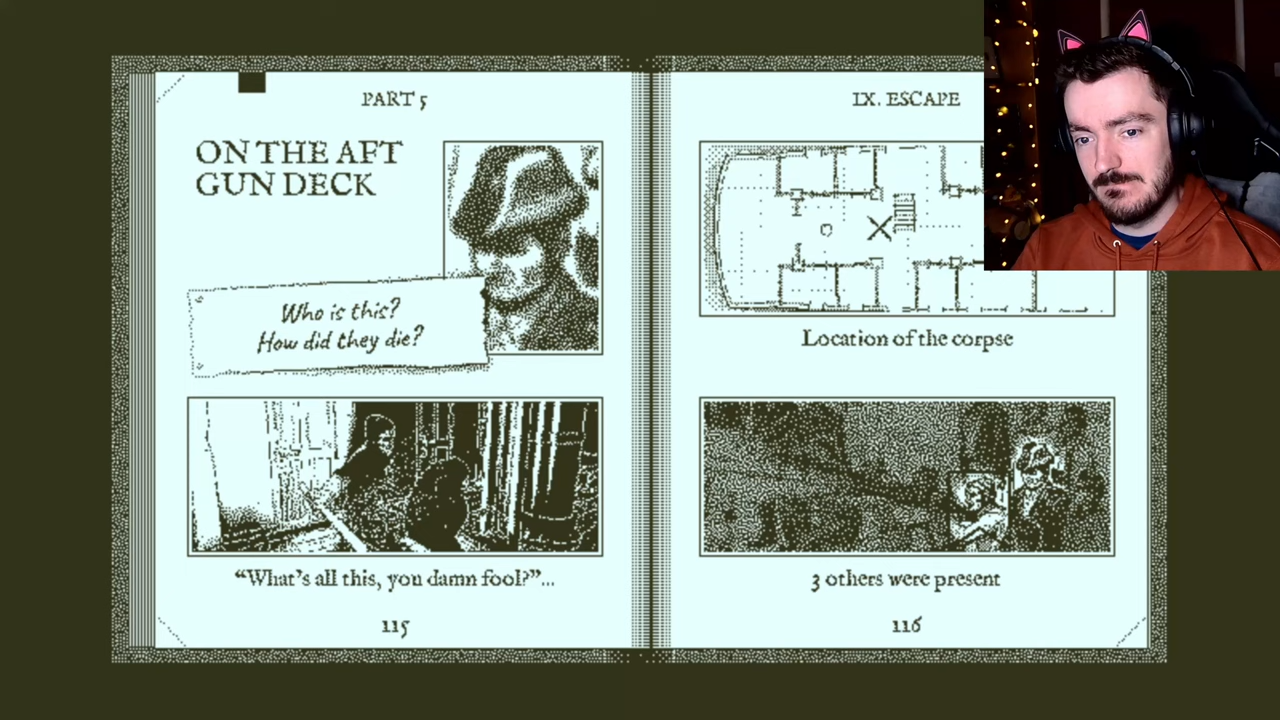 PART 5
ON THE AFT
GUN DECK
Who is this?
How did they die?
"What's all this, you damn fool?"...
115
IX. ESCAPE
Location of the corpse
3 others were present
116